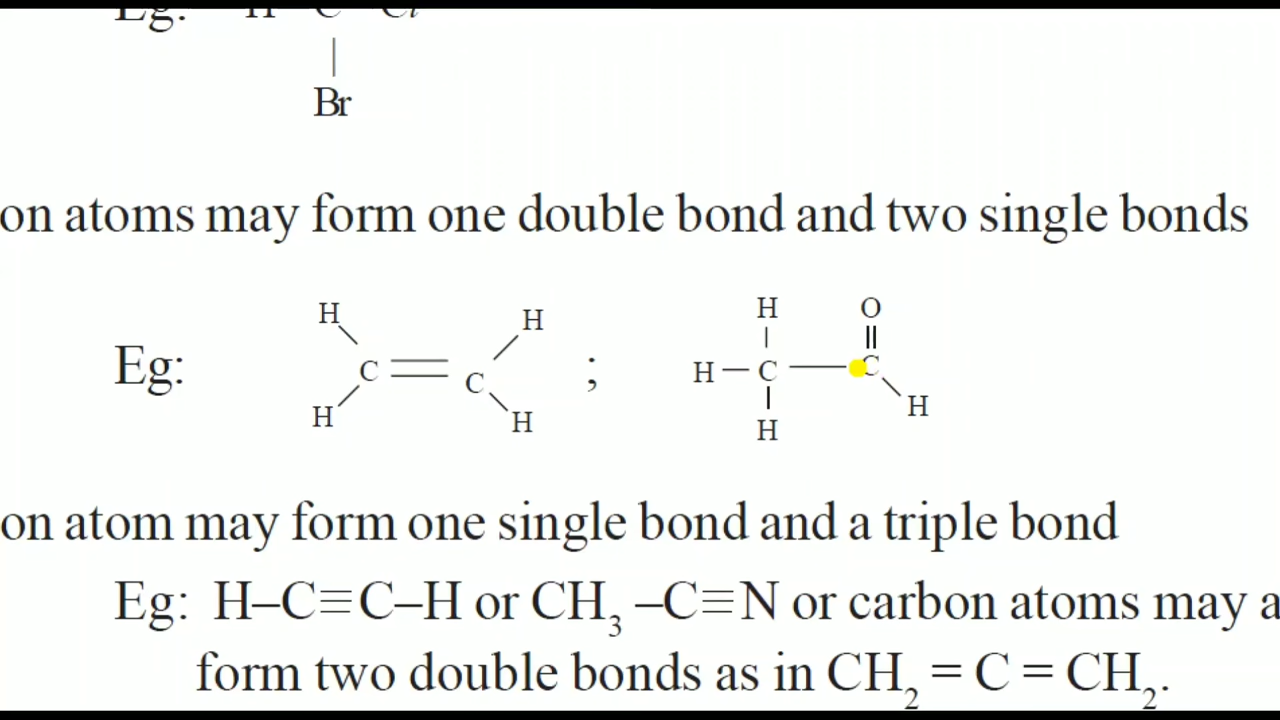 Eg: H C Cl
|
Br
on atoms may form one double bond and two single bonds
H H H O
Eg: C = C ; H – C — C
H H H H
on atom may form one single bond and a triple bond
Eg: H–C≡C–H or CH₃ –C≡N or carbon atoms may a
form two double bonds as in CH₂ = C = CH₂.